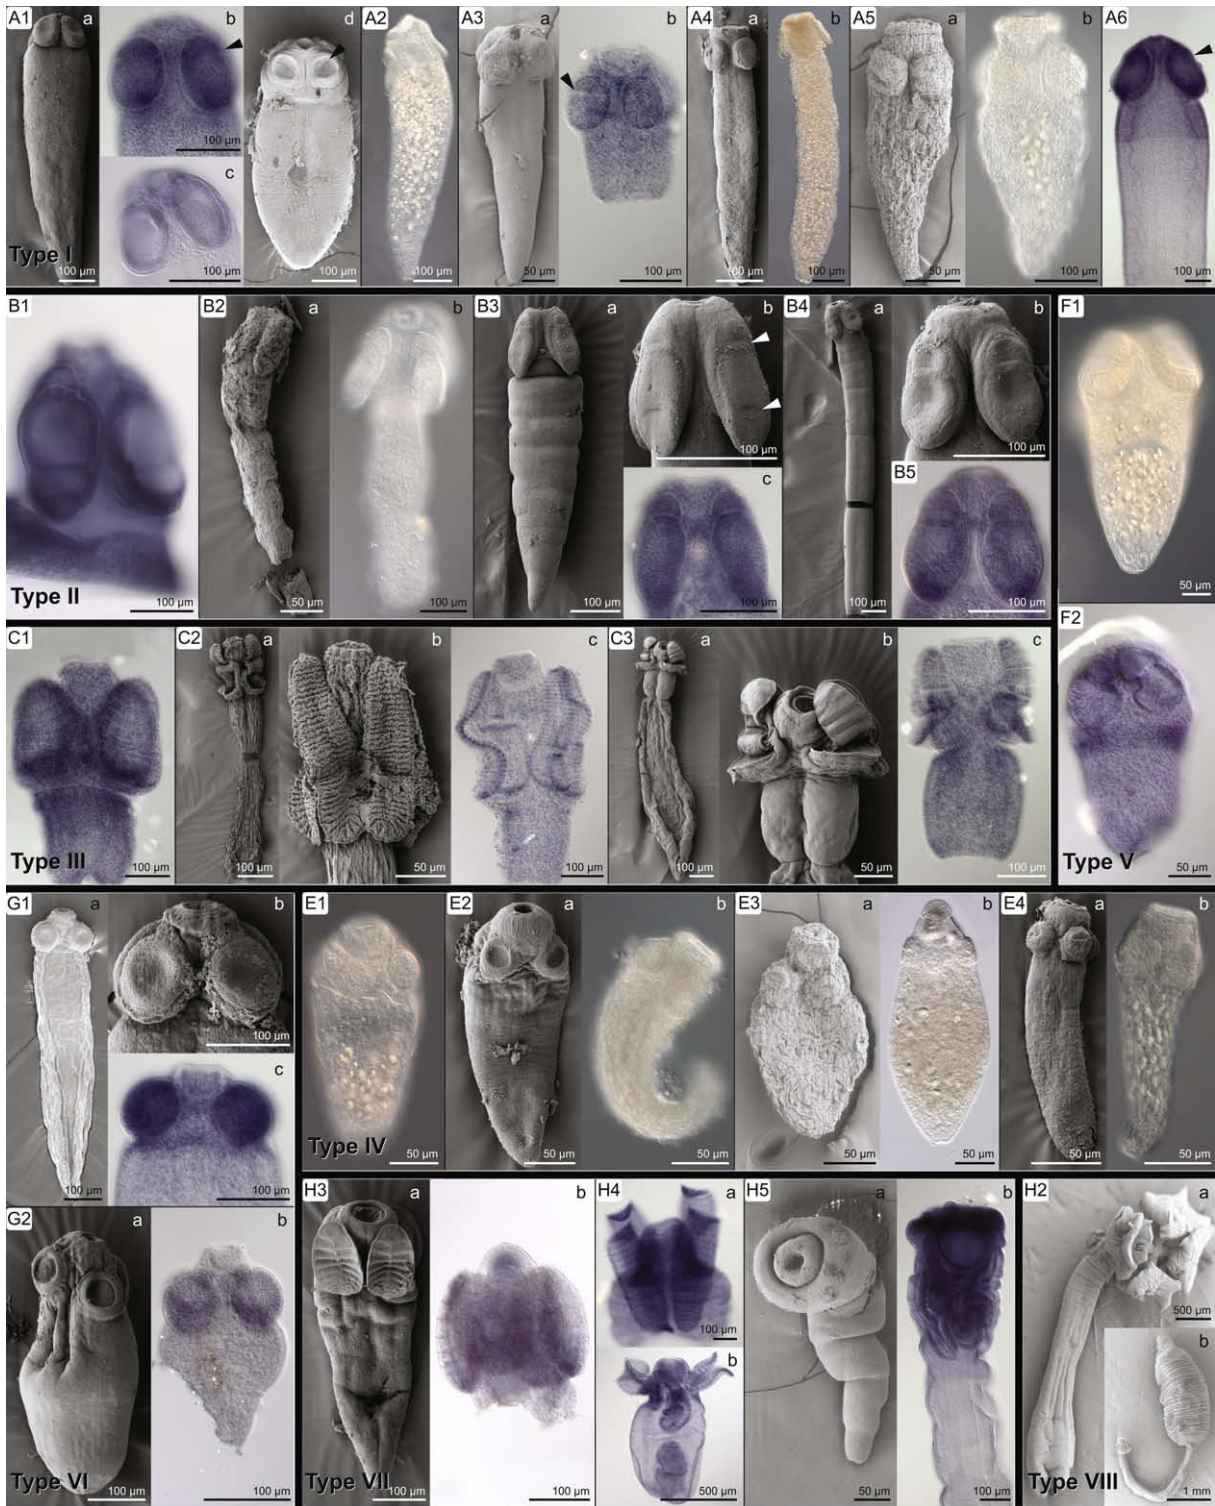 A1 a b d A2 A3 a b A4 a b A5 a b A6
100 µm
c
Type I 100 µm 100 µm 100 µm 100 µm 50 µm 100 µm 100 µm 100 µm 50 µm 100 µm 100 µm
B1 B2 a b B3 a b B4 a b F1
100 µm 100 µm
c B5
Type II 100 µm 50 µm 100 µm 100 µm 100 µm 100 µm 100 µm 50 µm
C1 C2 a b c C3 a b c F2
Type III 100 µm 100 µm 50 µm 100 µm 100 µm 50 µm 100 µm Type V 50 µm
G1 a b E1 E2 a b E3 a b E4 a b
100 µm
c
100 µm 100 µm Type IV 50 µm 50 µm 50 µm 50 µm 50 µm 50 µm 50 µm
G2 a b H3 a b H4 a H5 a b H2 a
100 µm 500 µm
b b
Type VI 100 µm 100 µm Type VII 100 µm 100 µm 500 µm 50 µm 100 µm Type VIII 1 mm